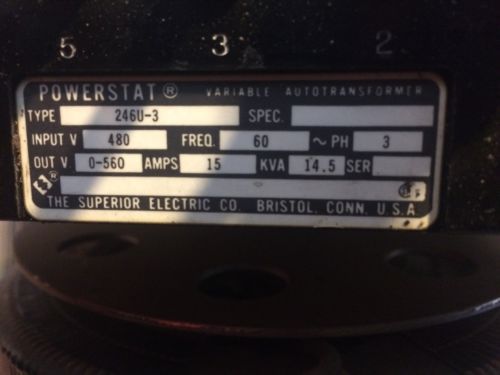 5 3 2
POWERSTAT® VARIABLE AUTOTRANSFORMER
TYPE 246U-3 SPEC.
INPUT V 480 FREQ. 60 ~ PH 3
OUT V 0-560 AMPS 15 KVA 14.5 SER
®
THE SUPERIOR ELECTRIC CO. BRISTOL, CONN. U.S.A.